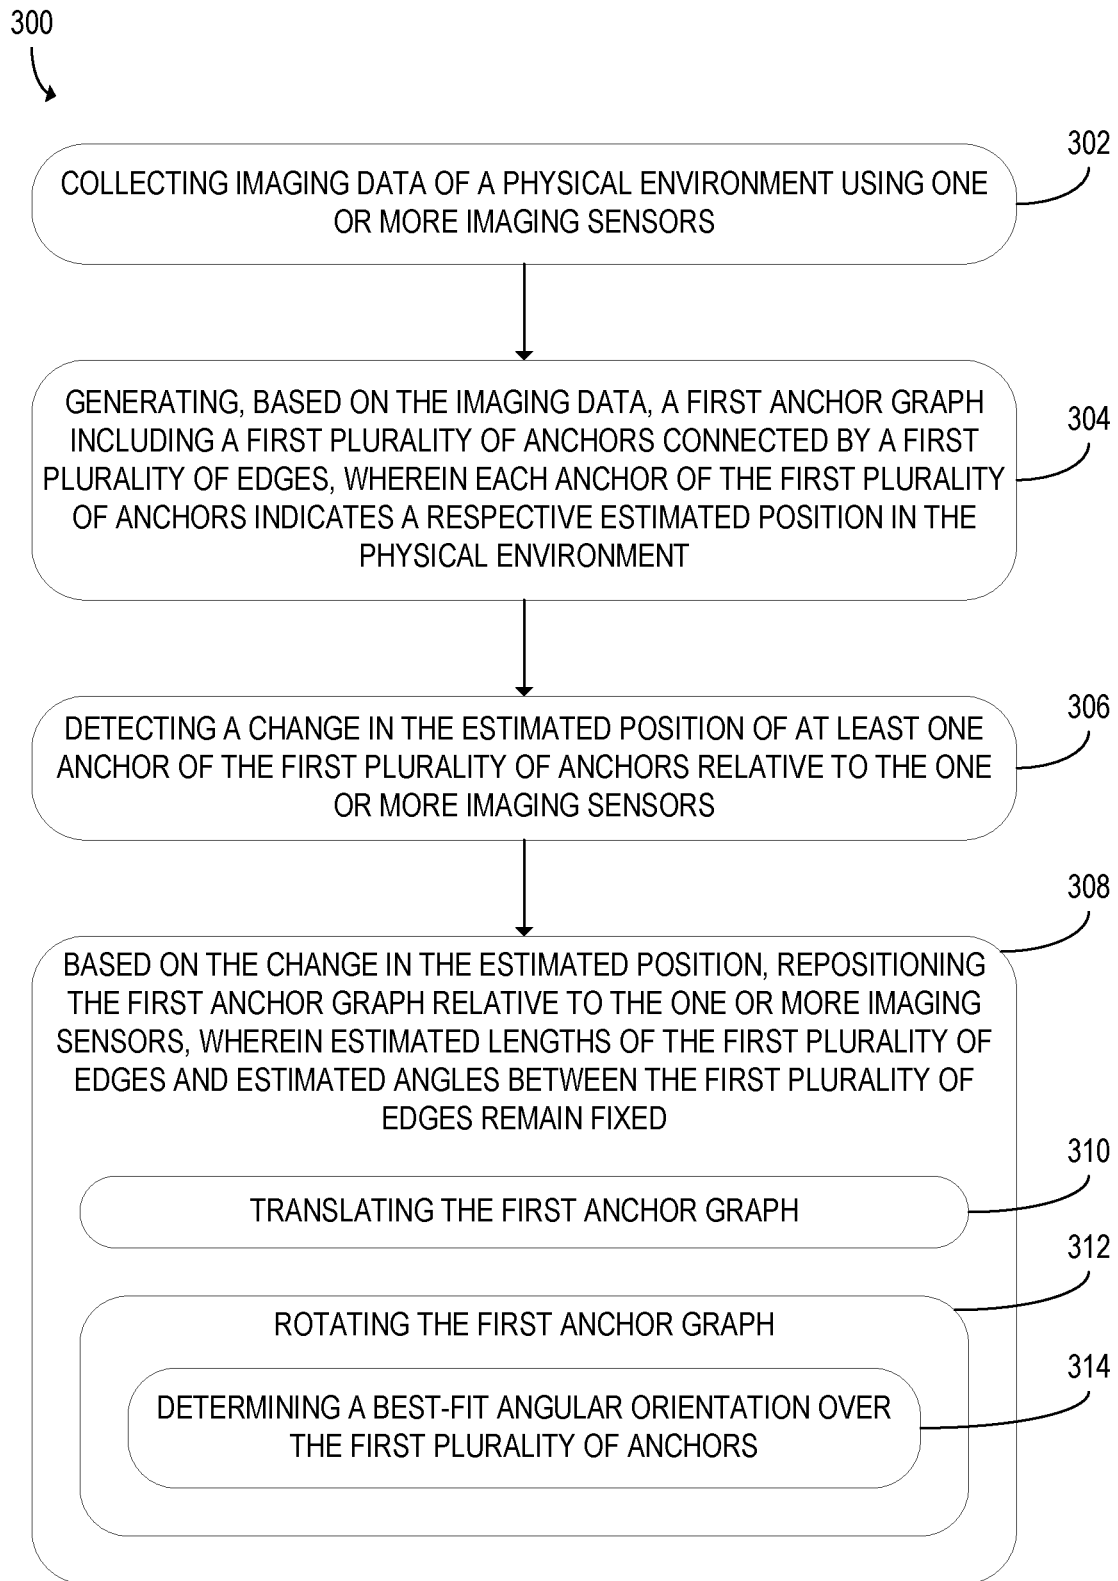 300
302
COLLECTING IMAGING DATA OF A PHYSICAL ENVIRONMENT USING ONE
OR MORE IMAGING SENSORS
304
GENERATING, BASED ON THE IMAGING DATA, A FIRST ANCHOR GRAPH
INCLUDING A FIRST PLURALITY OF ANCHORS CONNECTED BY A FIRST
PLURALITY OF EDGES, WHEREIN EACH ANCHOR OF THE FIRST PLURALITY
OF ANCHORS INDICATES A RESPECTIVE ESTIMATED POSITION IN THE
PHYSICAL ENVIRONMENT
306
DETECTING A CHANGE IN THE ESTIMATED POSITION OF AT LEAST ONE
ANCHOR OF THE FIRST PLURALITY OF ANCHORS RELATIVE TO THE ONE
OR MORE IMAGING SENSORS
308
BASED ON THE CHANGE IN THE ESTIMATED POSITION, REPOSITIONING
THE FIRST ANCHOR GRAPH RELATIVE TO THE ONE OR MORE IMAGING
SENSORS, WHEREIN ESTIMATED LENGTHS OF THE FIRST PLURALITY OF
EDGES AND ESTIMATED ANGLES BETWEEN THE FIRST PLURALITY OF
EDGES REMAIN FIXED
310
TRANSLATING THE FIRST ANCHOR GRAPH
312
ROTATING THE FIRST ANCHOR GRAPH
314
DETERMINING A BEST-FIT ANGULAR ORIENTATION OVER
THE FIRST PLURALITY OF ANCHORS